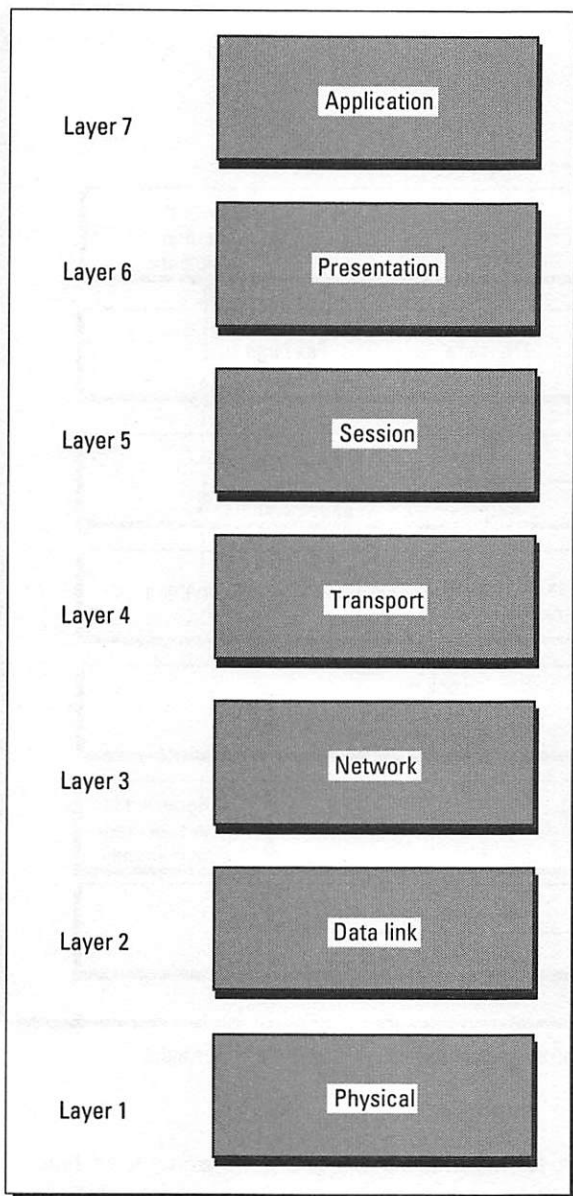 Layer 7 Application
Layer 6 Presentation
Layer 5 Session
Layer 4 Transport
Layer 3 Network
Layer 2 Data link
Layer 1 Physical